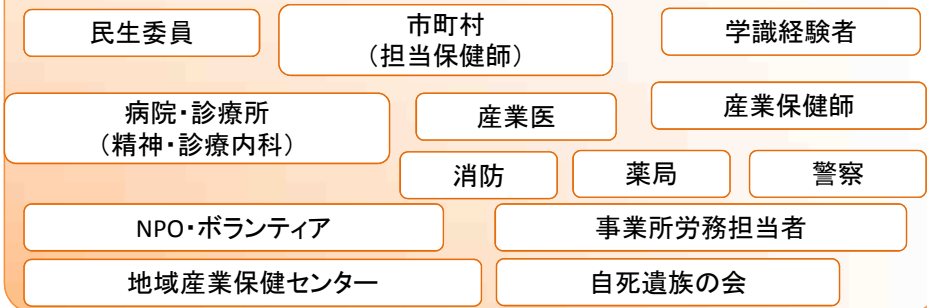 民生委員
市町村
（担当保健師）
学識経験者
病院・診療所
（精神・診療内科）
産業医
産業保健師
消防
薬局
警察
NPO・ボランティア
事業所労務担当者
地域産業保健センター
自死遺族の会